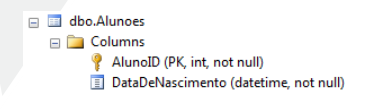 dbo.Alunoes
Columns
AlunoID (PK, int, not null)
DataDeNascimento (datetime, not null)